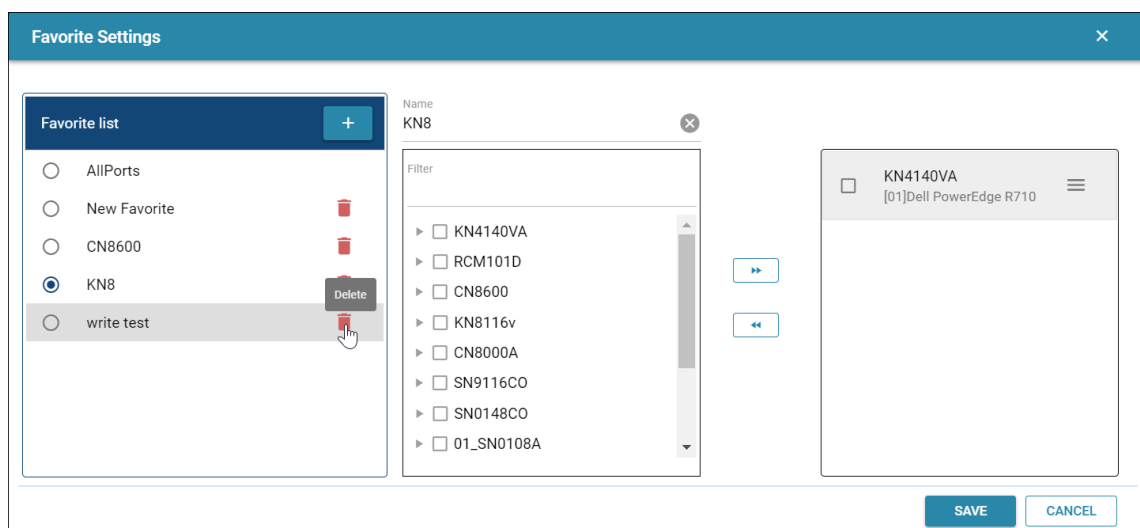 Favorite Settings
Favorite list
AllPorts
New Favorite
CN8600
KN8
Delete
write test
Name
KN8
Filter
KN4140VA
RCM101D
CN8600
KN8116v
CN8000A
SN9116CO
SN0148CO
01_SN0108A
KN4140VA
[01]Dell PowerEdge R710
SAVE
CANCEL